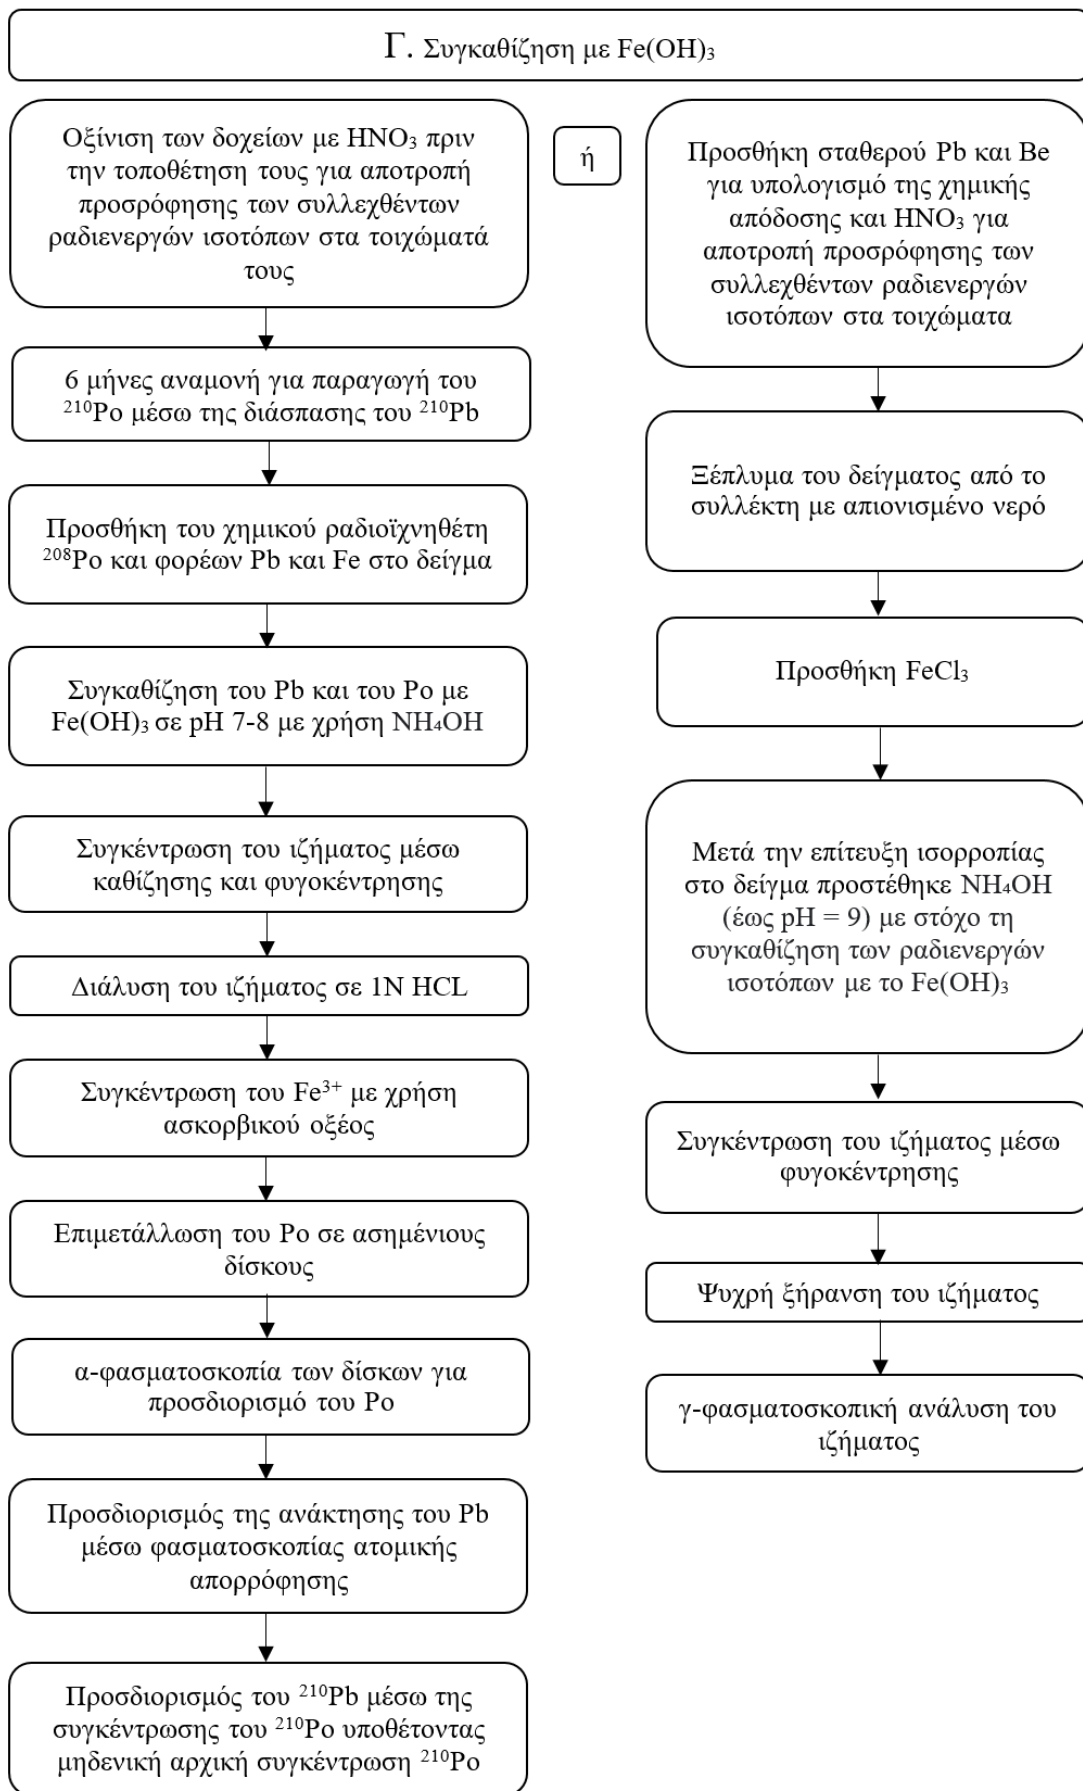 Γ. Συγκαθίζηση με Fe(OH)₃
Οξίνιση των δοχείων με HNO₃ πριν
την τοποθέτηση τους για αποτροπή
προσρόφησης των συλλεχθέντων
ραδιενεργών ισοτόπων στα τοιχώματά
τους
6 μήνες αναμονή για παραγωγή του
²¹⁰Po μέσω της διάσπασης του ²¹⁰Pb
Προσθήκη του χημικού ραδιοϊχνηθέτη
²⁰⁸Po και φορέων Pb και Fe στο δείγμα
Συγκαθίζηση του Pb και του Po με
Fe(OH)₃ σε pH 7-8 με χρήση NH₄OH
Συγκέντρωση του ιζήματος μέσω
καθίζησης και φυγοκέντρησης
Διάλυση του ιζήματος σε 1N HCL
Συγκέντρωση του Fe³⁺ με χρήση
ασκορβικού οξέος
Επιμετάλλωση του Po σε ασημένιους
δίσκους
α-φασματοσκοπία των δίσκων για
προσδιορισμό του Po
Προσδιορισμός της ανάκτησης του Pb
μέσω φασματοσκοπίας ατομικής
απορρόφησης
Προσδιορισμός του ²¹⁰Pb μέσω της
συγκέντρωσης του ²¹⁰Po υποθέτοντας
μηδενική αρχική συγκέντρωση ²¹⁰Po
ή
Προσθήκη σταθερού Pb και Be
για υπολογισμό της χημικής
απόδοσης και HNO₃ για
αποτροπή προσρόφησης των
συλλεχθέντων ραδιενεργών
ισοτόπων στα τοιχώματα
Ξέπλυμα του δείγματος από το
συλλέκτη με απιονισμένο νερό
Προσθήκη FeCl₃
Μετά την επίτευξη ισορροπίας
στο δείγμα προστέθηκε NH₄OH
(έως pH = 9) με στόχο τη
συγκαθίζηση των ραδιενεργών
ισοτόπων με το Fe(OH)₃
Συγκέντρωση του ιζήματος μέσω
φυγοκέντρησης
Ψυχρή ξήρανση του ιζήματος
γ-φασματοσκοπική ανάλυση του
ιζήματος